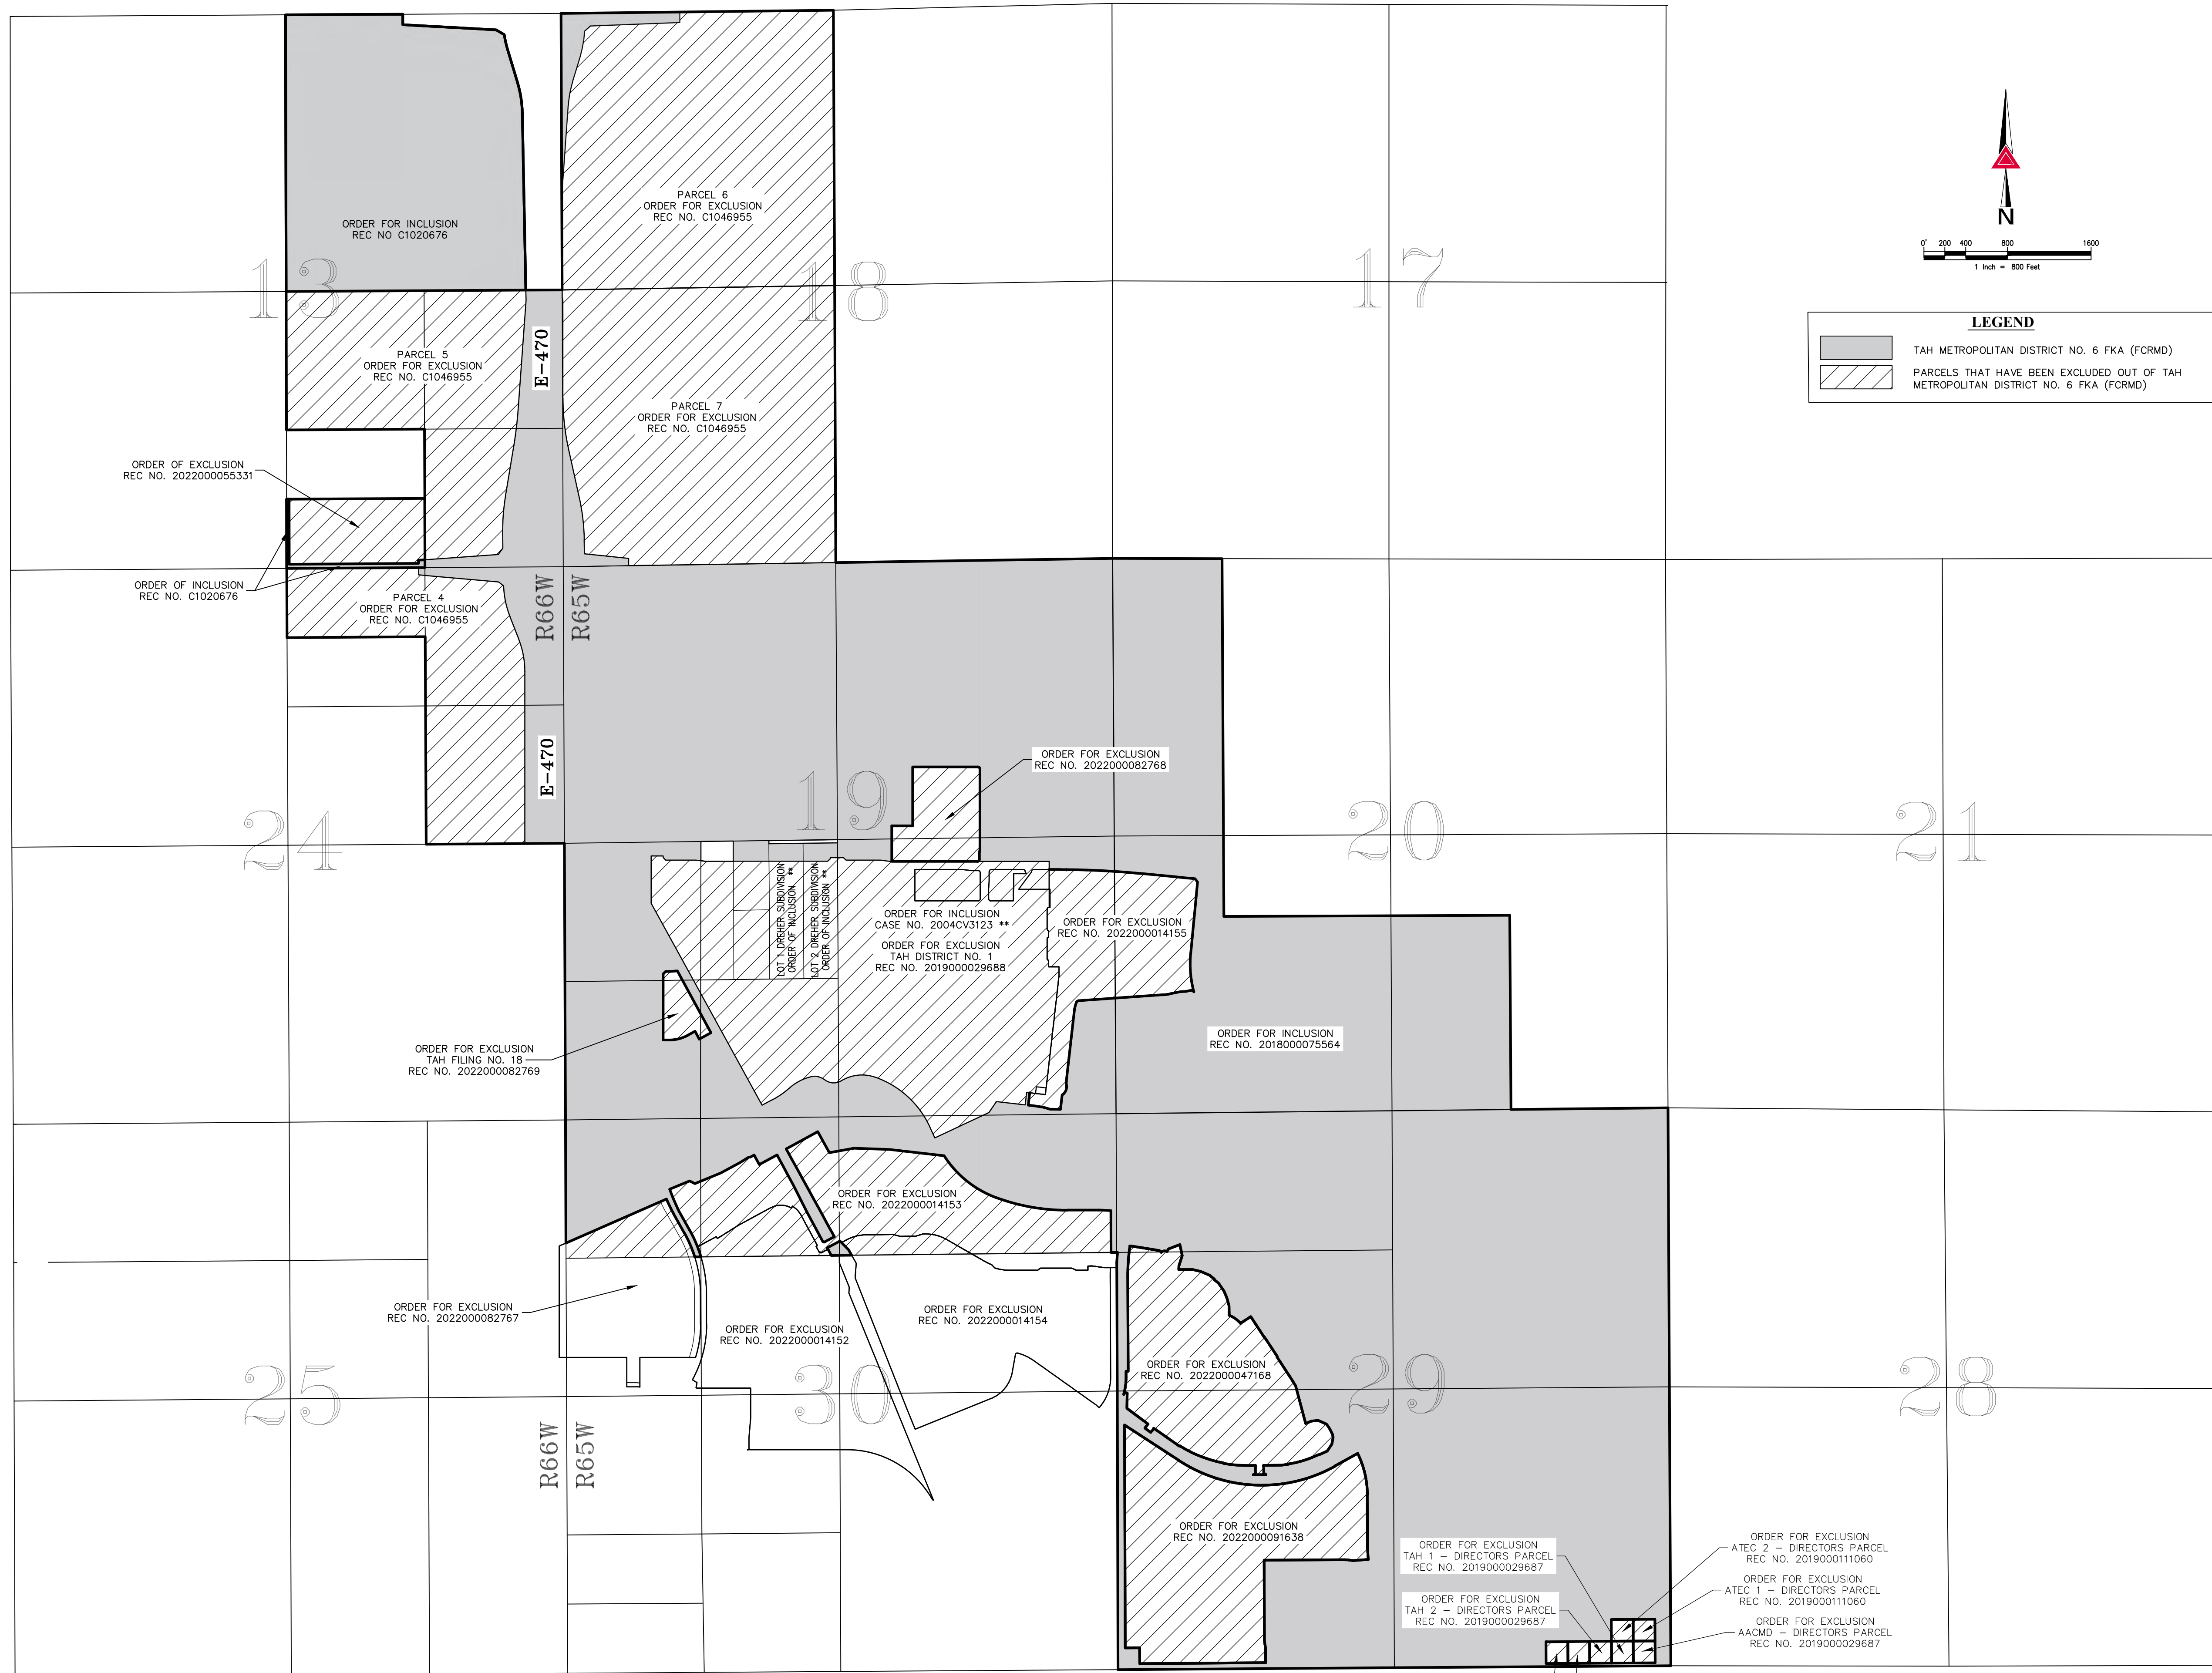 ORDER FOR INCLUSION
REC NO C1020676
PARCEL 6
ORDER FOR EXCLUSION
REC NO. C1046955
N
0' 200 400 800 1600
1 Inch = 800 Feet
13
18
17
LEGEND
TAH METROPOLITAN DISTRICT NO. 6 FKA (FCRMD)
PARCELS THAT HAVE BEEN EXCLUDED OUT OF TAH
METROPOLITAN DISTRICT NO. 6 FKA (FCRMD)
PARCEL 5
ORDER FOR EXCLUSION
REC NO. C1046955
E-470
PARCEL 7
ORDER FOR EXCLUSION
REC NO. C1046955
ORDER OF EXCLUSION
REC NO. 2022000055331
ORDER OF INCLUSION
REC NO. C1020676
PARCEL 4
ORDER FOR EXCLUSION
REC NO. C1046955
R66W
R65W
E-470
ORDER FOR EXCLUSION
REC NO. 2022000082768
24
19
20
21
LOT 1 DREHER SUBDIVISION
ORDER OF INCLUSION **
LOT 2 DREHER SUBDIVISION
ORDER OF INCLUSION **
ORDER FOR INCLUSION
CASE NO. 2004CV3123 **
ORDER FOR EXCLUSION
TAH DISTRICT NO. 1
REC NO. 2019000029688
ORDER FOR EXCLUSION
REC NO. 2022000014155
ORDER FOR INCLUSION
REC NO. 2018000075564
ORDER FOR EXCLUSION
TAH FILING NO. 18
REC NO. 2022000082769
ORDER FOR EXCLUSION
REC NO. 2022000014153
ORDER FOR EXCLUSION
REC NO. 2022000082767
ORDER FOR EXCLUSION
REC NO. 2022000014152
ORDER FOR EXCLUSION
REC NO. 2022000014154
ORDER FOR EXCLUSION
REC NO. 2022000047168
25
30
29
28
R66W
R65W
ORDER FOR EXCLUSION
REC NO. 2022000091638
ORDER FOR EXCLUSION
TAH 1 - DIRECTORS PARCEL
REC NO. 2019000029687
ORDER FOR EXCLUSION
TAH 2 - DIRECTORS PARCEL
REC NO. 2019000029687
ORDER FOR EXCLUSION
ATEC 2 - DIRECTORS PARCEL
REC NO. 2019000111060
ORDER FOR EXCLUSION
ATEC 1 - DIRECTORS PARCEL
REC NO. 2019000111060
ORDER FOR EXCLUSION
AACMD - DIRECTORS PARCEL
REC NO. 2019000029687